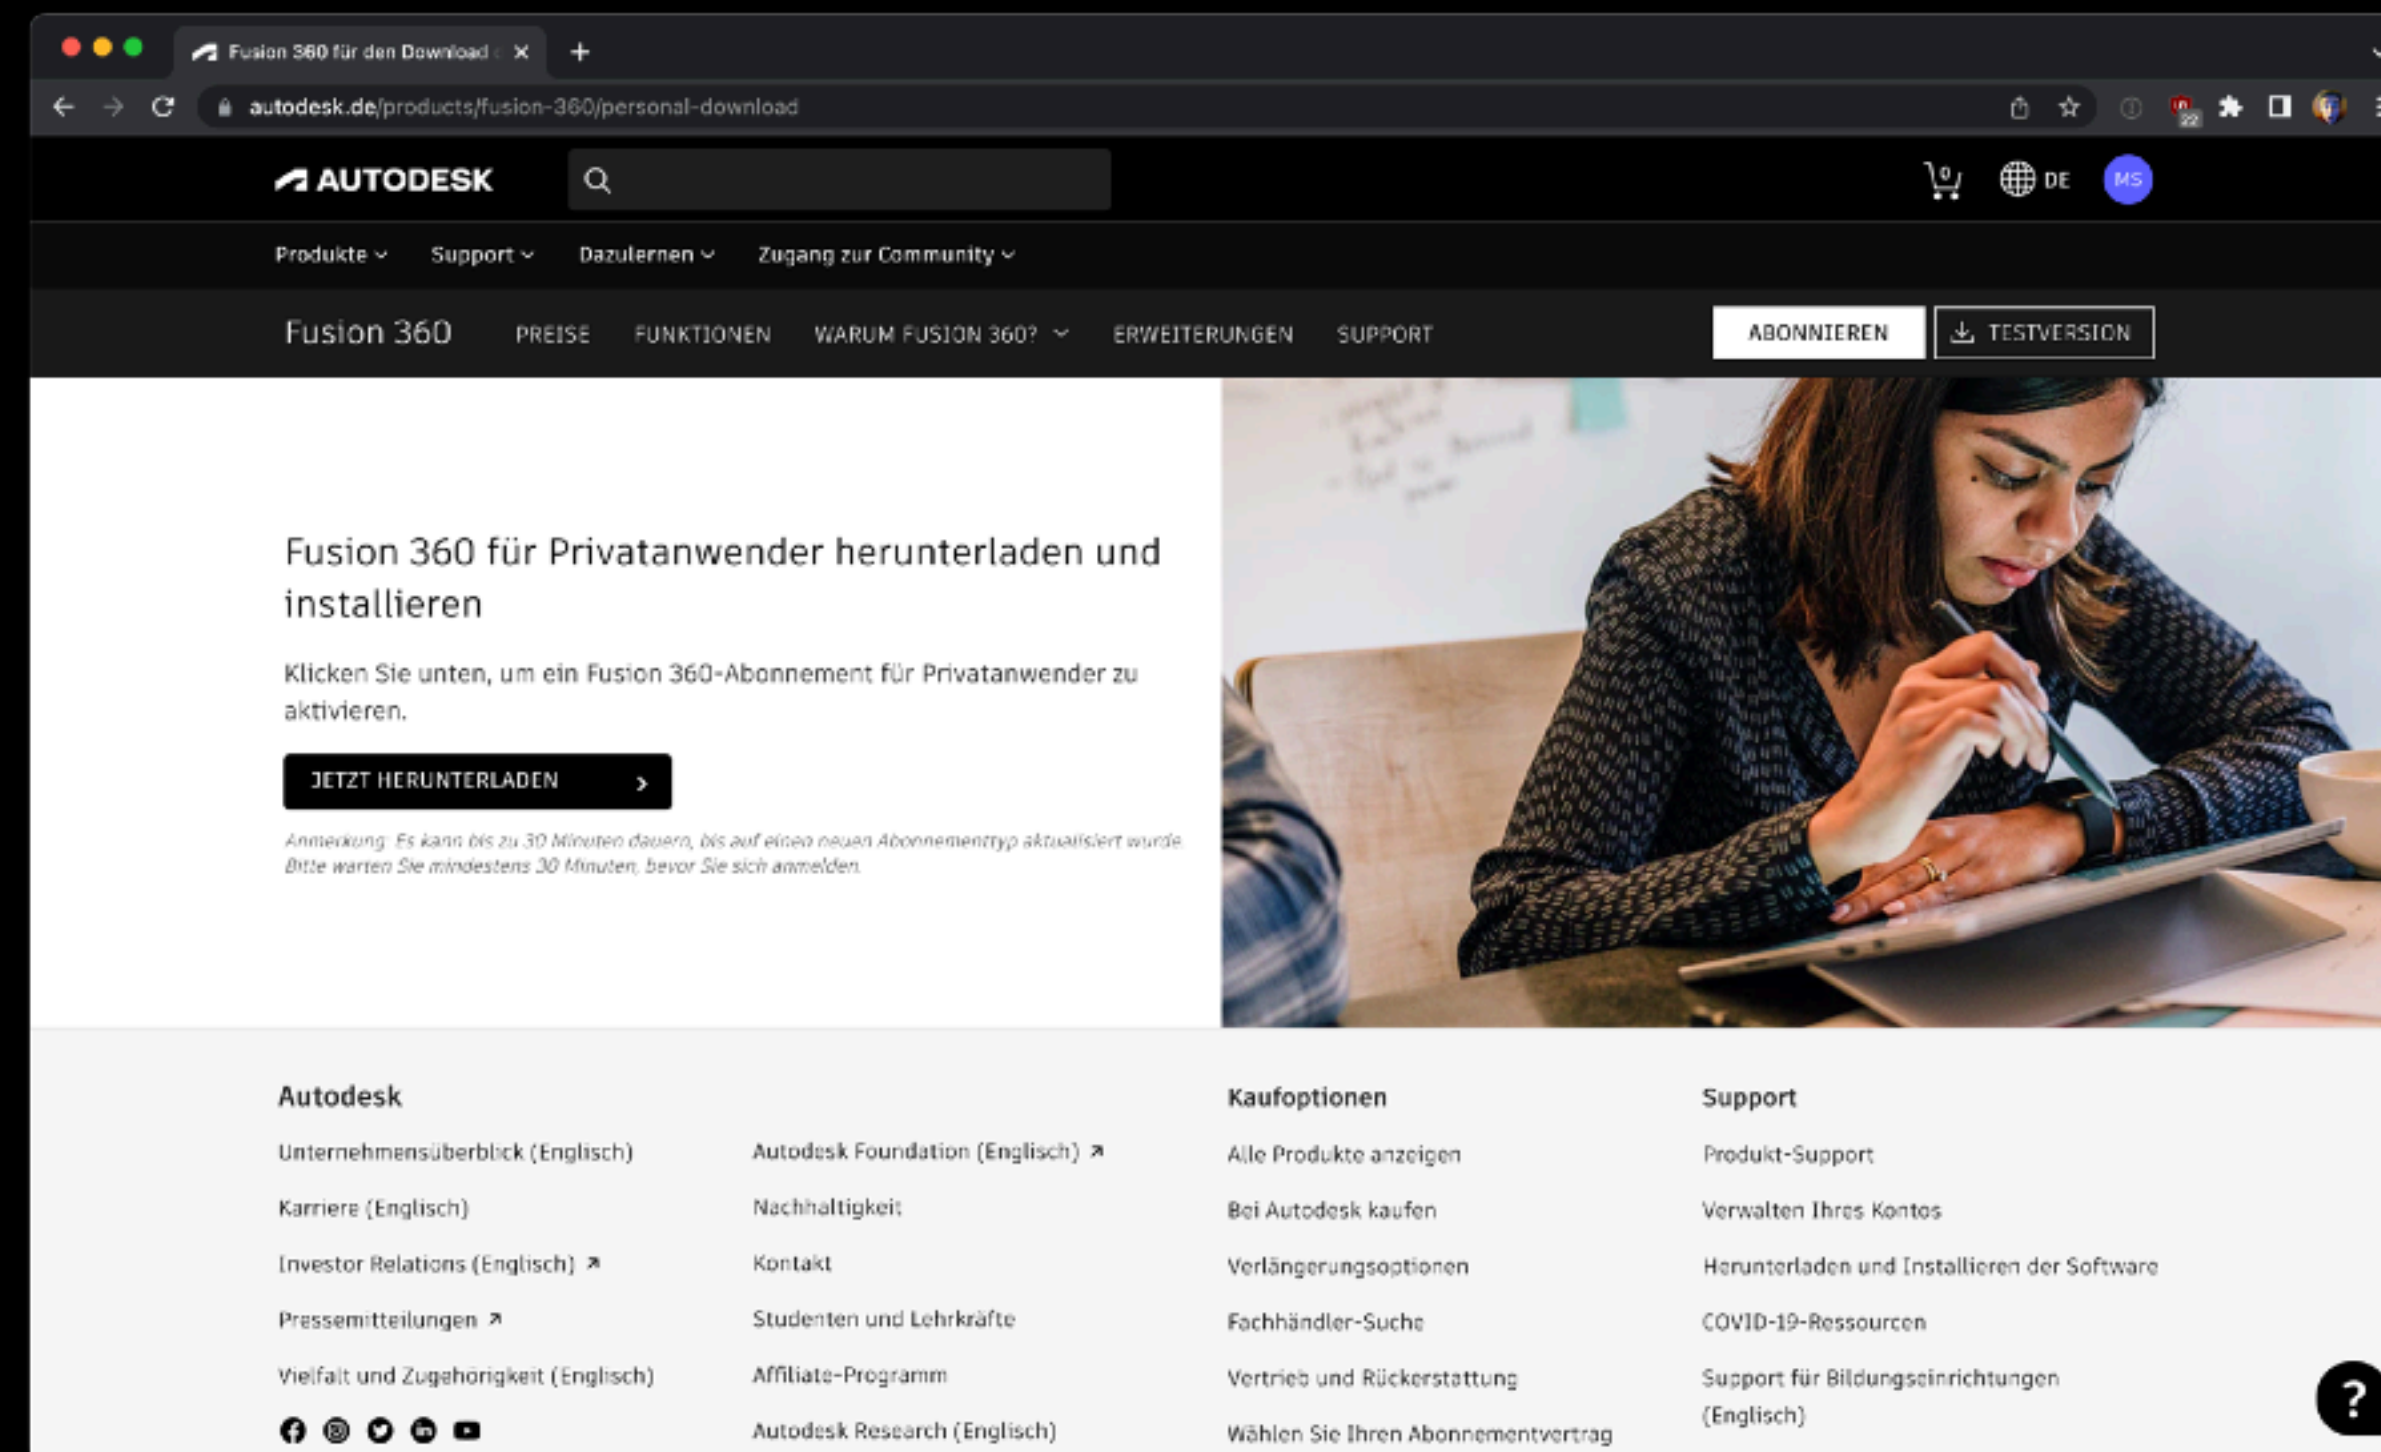 Fusion 360 für den Download
autodesk.de/products/fusion-360/personal-download
22
AUTODESK
0
DE
MS
Produkte
Support
Dazulernen
Zugang zur Community
Fusion 360
PREISE
FUNKTIONEN
WARUM FUSION 360?
ERWEITERUNGEN
SUPPORT
ABONNIEREN
TESTVERSION
Fusion 360 für Privatanwender herunterladen und
installieren
Klicken Sie unten, um ein Fusion 360-Abonnement für Privatanwender zu
aktivieren.
JETZT HERUNTERLADEN
Anmerkung: Es kann bis zu 30 Minuten dauern, bis auf einen neuen Abonnementtyp aktualisiert wurde.
Bitte warten Sie mindestens 30 Minuten, bevor Sie sich anmelden.
Autodesk
Unternehmensüberblick (Englisch)
Karriere (Englisch)
Investor Relations (Englisch)
Pressemitteilungen
Vielfalt und Zugehörigkeit (Englisch)
Autodesk Foundation (Englisch)
Nachhaltigkeit
Kontakt
Studenten und Lehrkräfte
Affiliate-Programm
Autodesk Research (Englisch)
Kaufoptionen
Alle Produkte anzeigen
Bei Autodesk kaufen
Verlängerungsoptionen
Fachhändler-Suche
Vertrieb und Rückerstattung
Wählen Sie Ihren Abonnementvertrag
Support
Produkt-Support
Verwalten Ihres Kontos
Herunterladen und Installieren der Software
COVID-19-Ressourcen
Support für Bildungseinrichtungen
(Englisch)
?